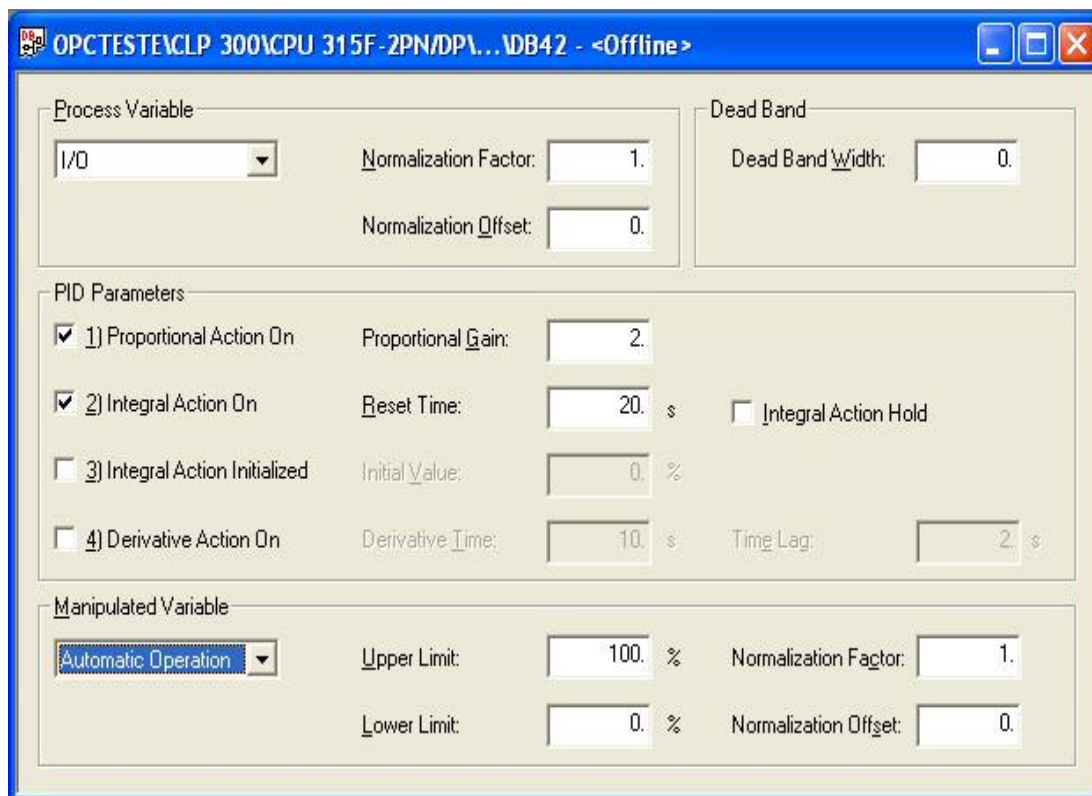 OPCTESTE\CLP 300\CPU 315F-2PN/DP\...\DB42 - <Offline>
Process Variable
Dead Band
I/O
Normalization Factor: 1.
Dead Band Width: 0.
Normalization Offset: 0.
PID Parameters
1) Proportional Action On
Proportional Gain: 2.
2) Integral Action On
Reset Time: 20. s
Integral Action Hold
3) Integral Action Initialized
Initial Value: 0. %
4) Derivative Action On
Derivative Time: 10. s
Time Lag: 2. s
Manipulated Variable
Automatic Operation
Upper Limit: 100. %
Normalization Factor: 1.
Lower Limit: 0. %
Normalization Offset: 0.